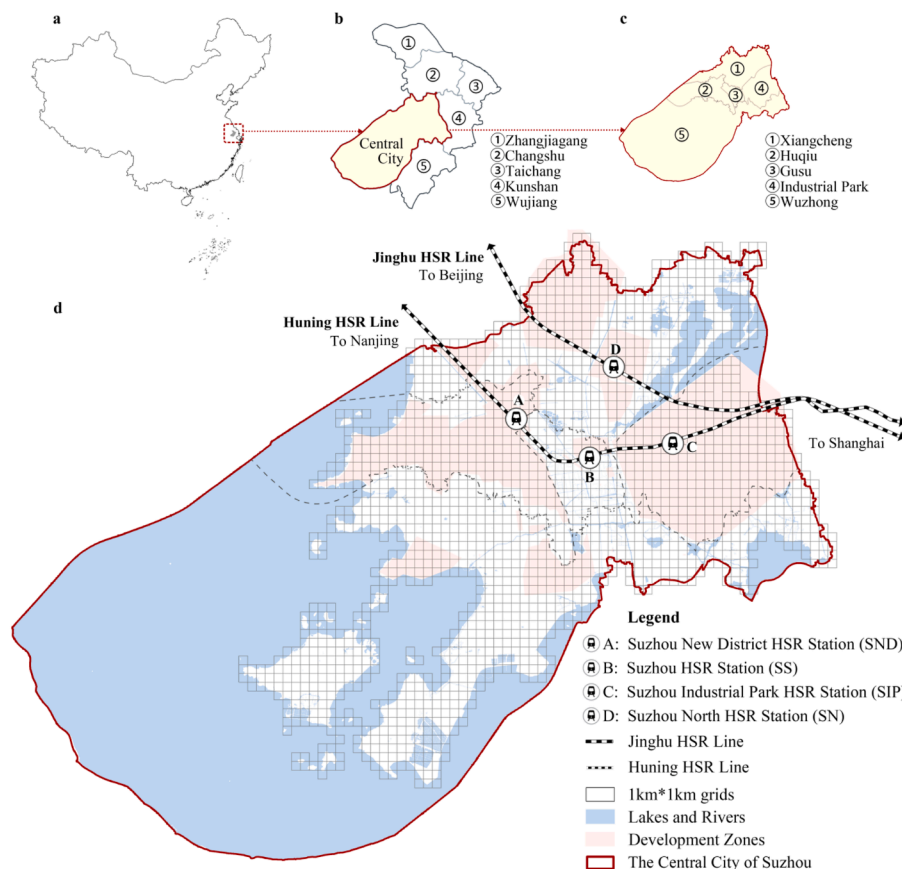 a
b
c
①
②
③
④
Central
City
⑤
①Zhangjiagang
②Changshu
③Taichang
④Kunshan
⑤Wujiang
①
②
③
④
⑤
①Xiangcheng
②Huqiu
③Gusu
④Industrial Park
⑤Wuzhong
d
Jinghu HSR Line
To Beijing
Huning HSR Line
To Nanjing
D
A
B
C
To Shanghai
Legend
A: Suzhou New District HSR Station (SND)
B: Suzhou HSR Station (SS)
C: Suzhou Industrial Park HSR Station (SIP)
D: Suzhou North HSR Station (SN)
Jinghu HSR Line
Huning HSR Line
1km*1km grids
Lakes and Rivers
Development Zones
The Central City of Suzhou